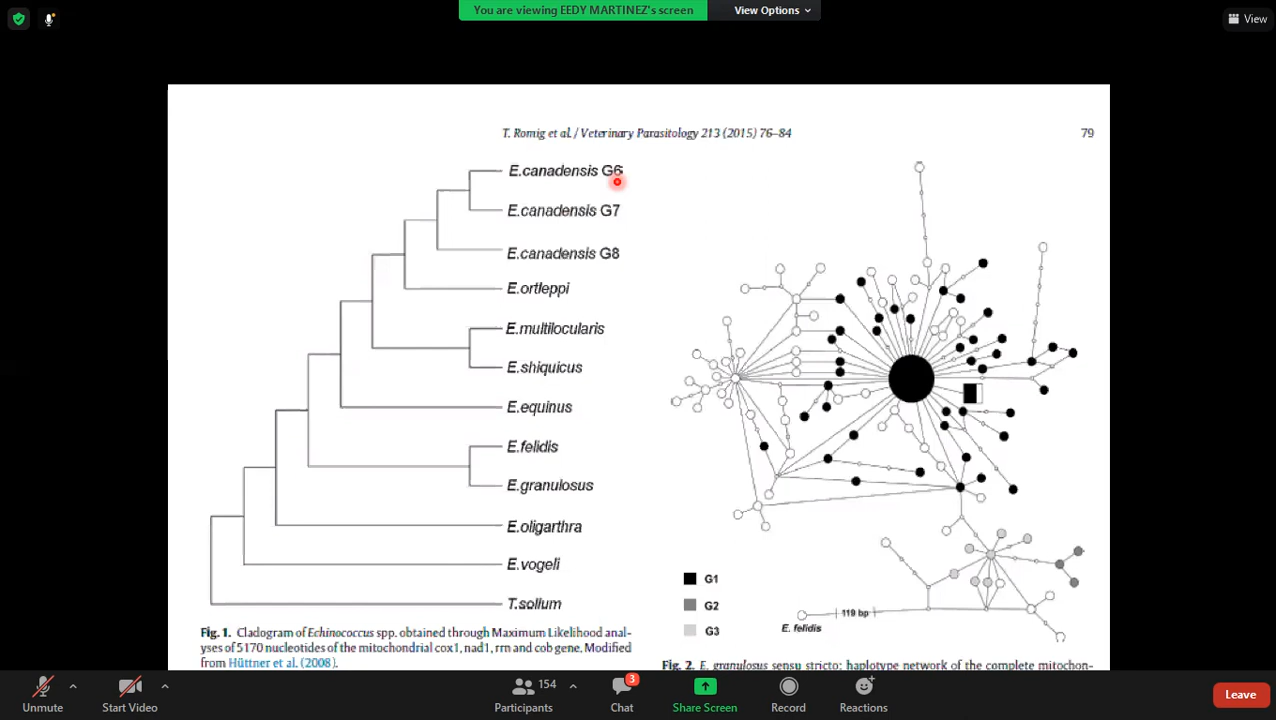 You are viewing EEDY MARTINEZ's screen
View Options
View
T. Romig et al. / Veterinary Parasitology 213 (2015) 76–84
79
E.canadensis G6
E.canadensis G7
E.canadensis G8
E.ortleppi
E.multilocularis
E.shiquicus
E.equinus
E.felidis
E.granulosus
E.oligarthra
E.vogeli
T.solium
Fig. 1. Cladogram of Echinococcus spp. obtained through Maximum Likelihood anal-
yses of 5170 nucleotides of the mitochondrial cox1, nad1, rrn and cob gene. Modified
from Hüttner et al. (2008).
G1
G2
G3
119 bp
E. felidis
Fig. 2. E. granulosus sensu stricto: haplotype network of the complete mitochon-
Unmute
Start Video
154
Participants
3
Chat
Share Screen
Record
Reactions
Leave